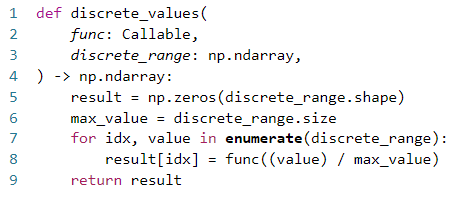 1 def discrete_values(
2     func: Callable,
3     discrete_range: np.ndarray,
4 ) -> np.ndarray:
5     result = np.zeros(discrete_range.shape)
6     max_value = discrete_range.size
7     for idx, value in enumerate(discrete_range):
8         result[idx] = func((value) / max_value)
9     return result